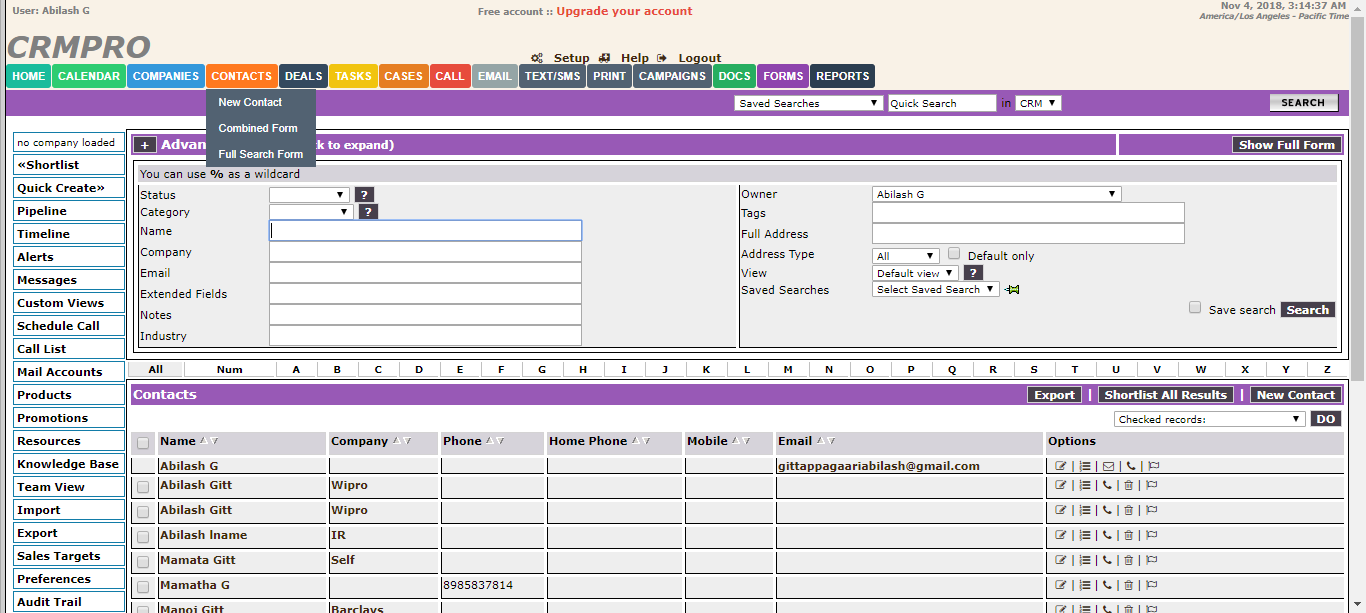 User: Abilash G
Free account :: Upgrade your account
Nov 4, 2018, 3:14:37 AM
America/Los Angeles - Pacific Time
CRMPRO
Setup Help Logout
HOME CALENDAR COMPANIES CONTACTS DEALS TASKS CASES CALL EMAIL TEXT/SMS PRINT CAMPAIGNS DOCS FORMS REPORTS
New Contact
Combined Form
Full Search Form
Saved Searches Quick Search in CRM SEARCH
no company loaded
«Shortlist
Quick Create»
Pipeline
Timeline
Alerts
Messages
Custom Views
Schedule Call
Call List
Mail Accounts
Products
Promotions
Resources
Knowledge Base
Team View
Import
Export
Sales Targets
Preferences
Audit Trail
+ to expand) Show Full Form
You can use % as a wildcard
Status ?
Category ?
Name
Company
Email
Extended Fields
Notes
Industry
Owner Abilash G
Tags
Full Address
Address Type All Default only
View Default view ?
Saved Searches Select Saved Search
Save search Search
All Num A B C D E F G H I J K L M N O P Q R S T U V W X Y Z
Contacts Export | Shortlist All Results | New Contact
Checked records: DO
Name Company Phone Home Phone Mobile Email Options
Abilash G gittappagaariabilash@gmail.com | | | |
Abilash Gitt Wipro | | | |
Abilash Gitt Wipro | | | |
Abilash lname IR | | | |
Mamata Gitt Self | | | |
Mamatha G 8985837814 | | | |
Manoj Gitt Barclays | | | |